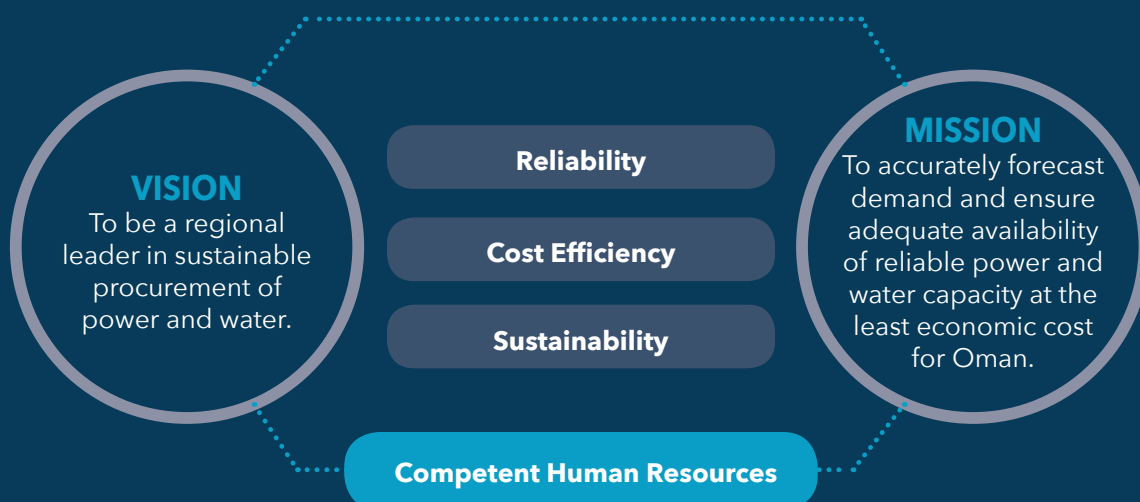 VISION
To be a regional
leader in sustainable
procurement of
power and water.
Reliability
Cost Efficiency
Sustainability
Competent Human Resources
MISSION
To accurately forecast
demand and ensure
adequate availability
of reliable power and
water capacity at the
least economic cost
for Oman.